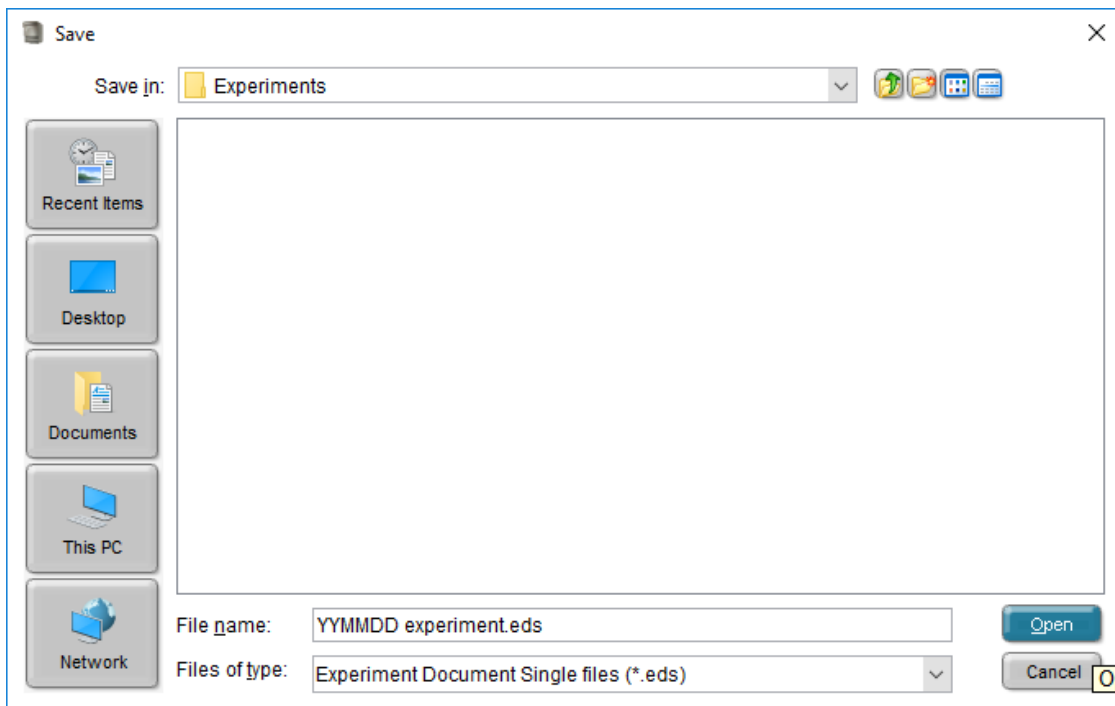 Save
Save in: Experiments
Recent Items
Desktop
Documents
This PC
Network
File name: YYMMDD experiment.eds
Open
Files of type: Experiment Document Single files (*.eds)
Cancel
O